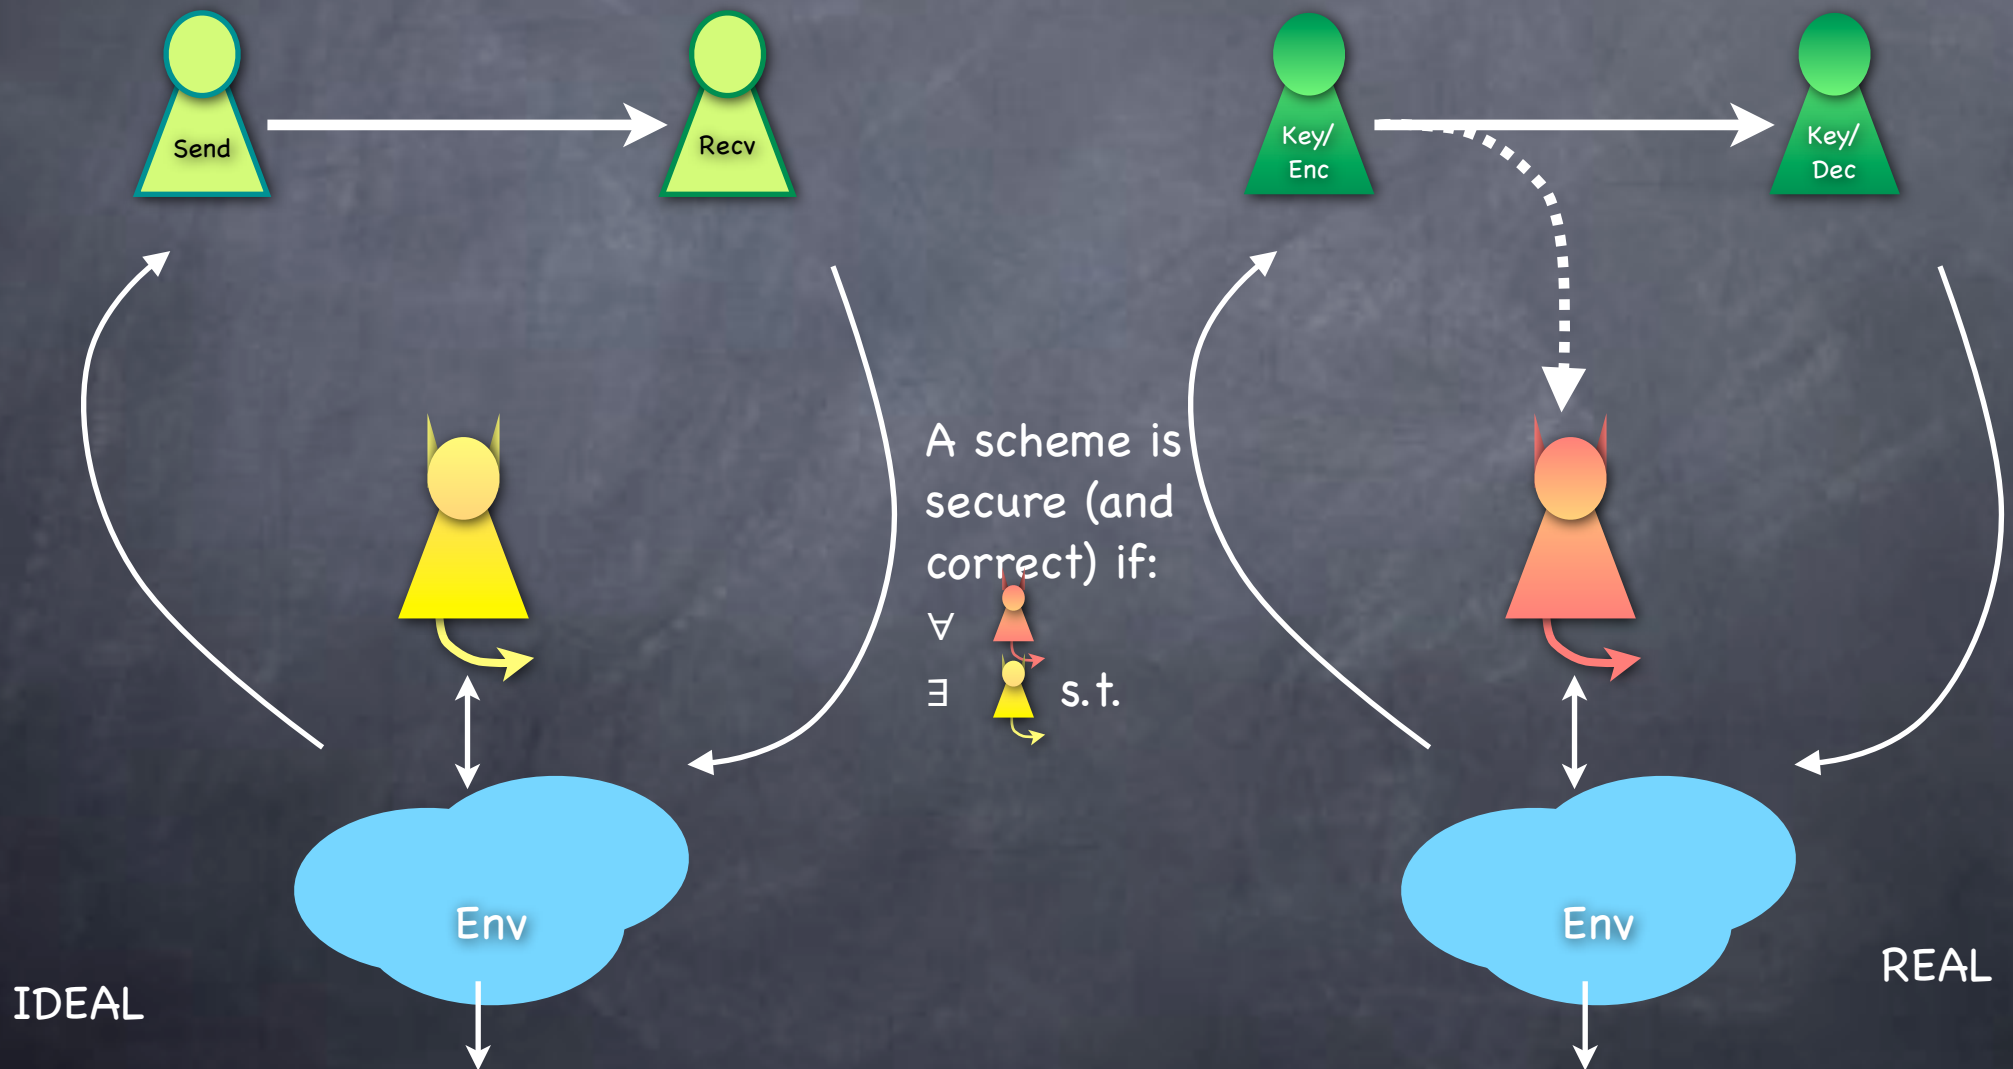 Send
Recv
Key/
Enc
Key/
Dec
A scheme is
secure (and
correct) if:
∀
∃ s.t.
Env
Env
IDEAL
REAL